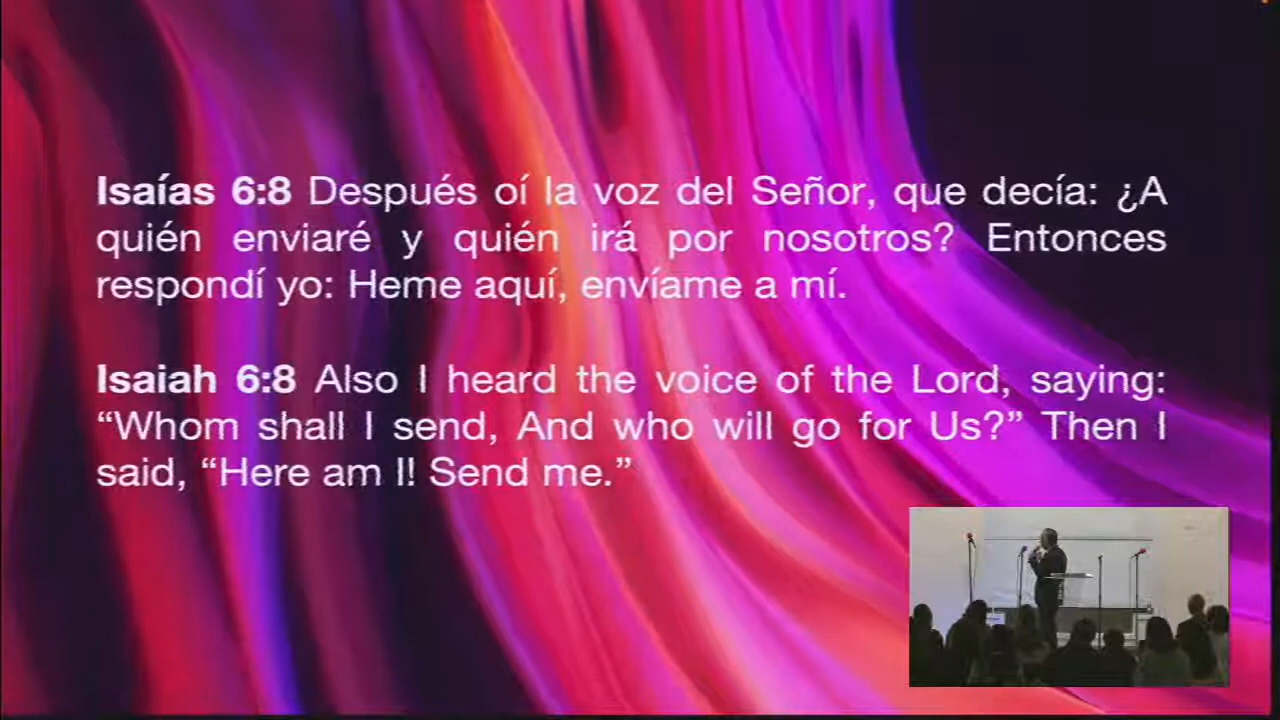 Isaías 6:8 Después oí la voz del Señor, que decía: ¿A
quién enviaré y quién irá por nosotros? Entonces
respondí yo: Heme aquí, envíame a mí.
Isaiah 6:8 Also I heard the voice of the Lord, saying:
“Whom shall I send, And who will go for Us?” Then I
said, “Here am I! Send me.”